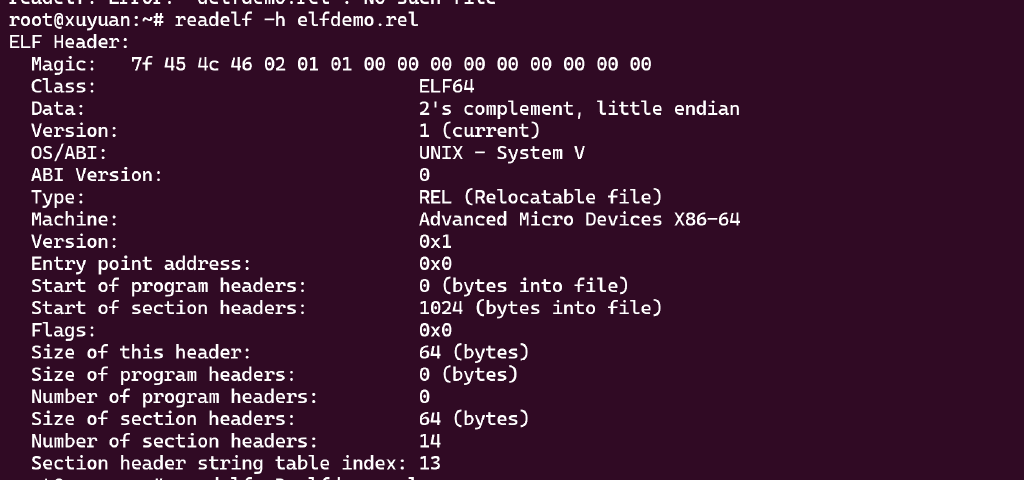 root@xuyuan:~# readelf -h elfdemo.rel
ELF Header:
  Magic:   7f 45 4c 46 02 01 01 00 00 00 00 00 00 00 00 00
  Class:                             ELF64
  Data:                              2's complement, little endian
  Version:                           1 (current)
  OS/ABI:                            UNIX - System V
  ABI Version:                       0
  Type:                              REL (Relocatable file)
  Machine:                           Advanced Micro Devices X86-64
  Version:                           0x1
  Entry point address:               0x0
  Start of program headers:          0 (bytes into file)
  Start of section headers:          1024 (bytes into file)
  Flags:                             0x0
  Size of this header:               64 (bytes)
  Size of program headers:           0 (bytes)
  Number of program headers:         0
  Size of section headers:           64 (bytes)
  Number of section headers:         14
  Section header string table index: 13